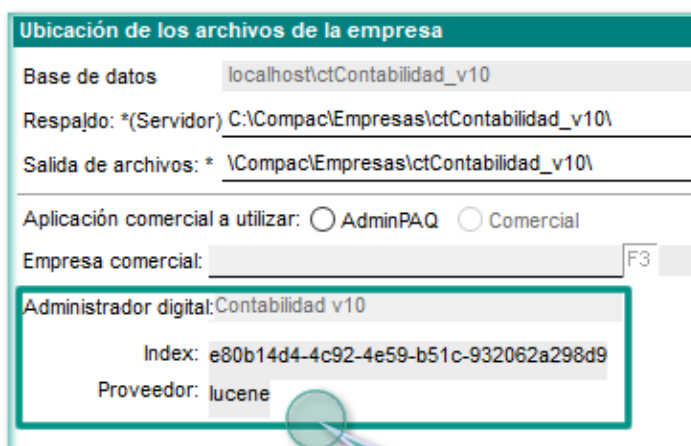 Ubicación de los archivos de la empresa
Base de datos localhost\ctContabilidad_v10
Respaldo: *(Servidor) C:\Compac\Empresas\ctContabilidad_v10\
Salida de archivos: * \Compac\Empresas\ctContabilidad_v10\
Aplicación comercial a utilizar: AdminPAQ Comercial
Empresa comercial: F3
Administrador digital: Contabilidad v10
Index: e80b14d4-4c92-4e59-b51c-932062a298d9
Proveedor: lucene